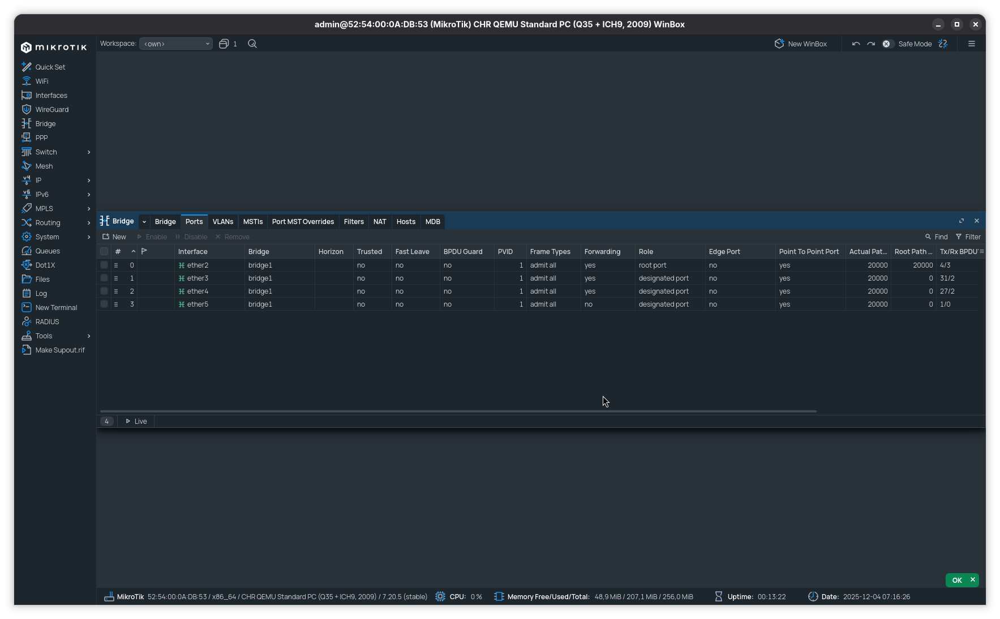 admin@52:54:00:0A:DB:53 (MikroTik) CHR QEMU Standard PC (Q35 + ICH9, 2009) WinBox
MIKROTIK
Workspace: <own> 1 New WinBox Safe Mode
Quick Set
WiFi
Interfaces
WireGuard
Bridge
PPP
Switch
Mesh
IP
IPv6
MPLS
Routing
System
Queues
Dot1X
Files
Log
New Terminal
RADIUS
Tools
Make Supout.rif
Bridge Bridge Ports VLANs MSTIs Port MST Overrides Filters NAT Hosts MDB
New Enable Disable Remove Find Filter
# Interface Bridge Horizon Trusted Fast Leave BPDU Guard PVID Frame Types Forwarding Role Edge Port Point To Point Port Actual Pat... Root Path ... Tx/Rx BPDU
0 ether2 bridge1 no no no 1 admit all yes root port no yes 20000 20000 4/3
1 ether3 bridge1 no no no 1 admit all yes designated port no yes 20000 0 31/2
2 ether4 bridge1 no no no 1 admit all yes designated port no yes 20000 0 27/2
3 ether5 bridge1 no no no 1 admit all no designated port no yes 20000 0 1/0
4 Live
OK
MikroTik 52:54:00:0A:DB:53 / x86_64 / CHR QEMU Standard PC (Q35 + ICH9, 2009) / 7.20.5 (stable) CPU: 0 % Memory Free/Used/Total: 48,9 MiB / 207,1 MiB / 256,0 MiB Uptime: 00:13:22 Date: 2025-12-04 07:16:26